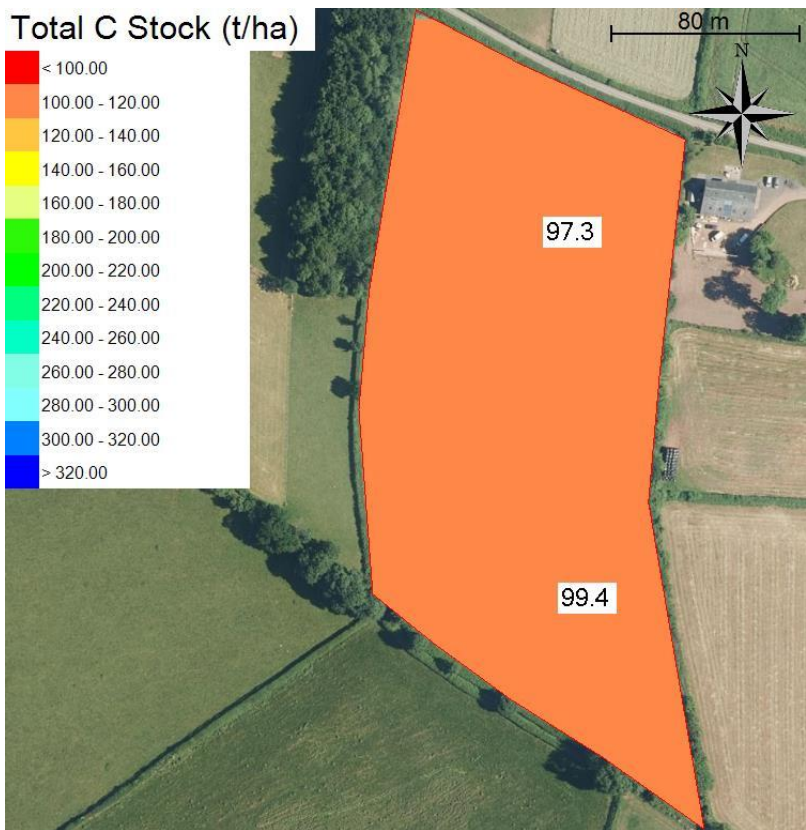 Total C Stock (t/ha)
< 100.00
100.00 - 120.00
120.00 - 140.00
140.00 - 160.00
160.00 - 180.00
180.00 - 200.00
200.00 - 220.00
220.00 - 240.00
240.00 - 260.00
260.00 - 280.00
280.00 - 300.00
300.00 - 320.00
> 320.00
80 m
N
97.3
99.4